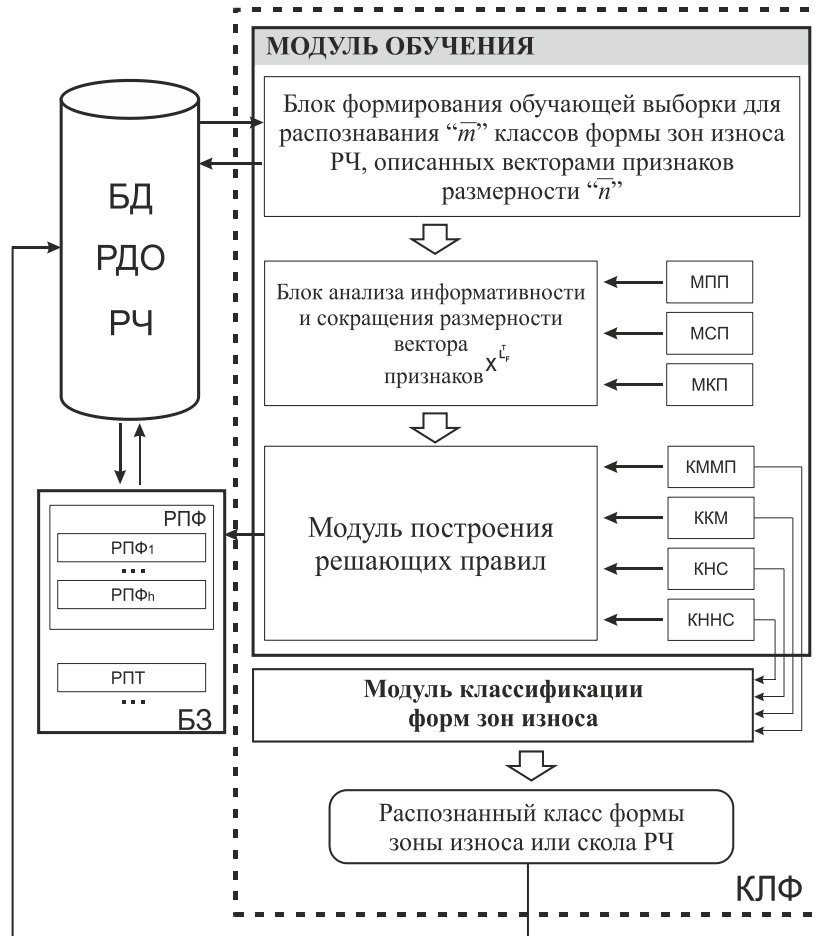 МОДУЛЬ ОБУЧЕНИЯ
Блок формирования обучающей выборки для
распознавания “m̅” классов формы зон износа
РЧ, описанных векторами признаков
размерности “n̅”
БД
РДО
РЧ
Блок анализа информативности
и сокращения размерности
вектора
признаков X^{L_F^T}
МПП
МСП
МКП
Модуль построения
решающих правил
КММП
ККМ
КНС
КННС
РПФ
РПФ1
...
РПФh
РПТ
...
БЗ
Модуль классификации
форм зон износа
Распознанный класс формы
зоны износа или скола РЧ
КЛФ